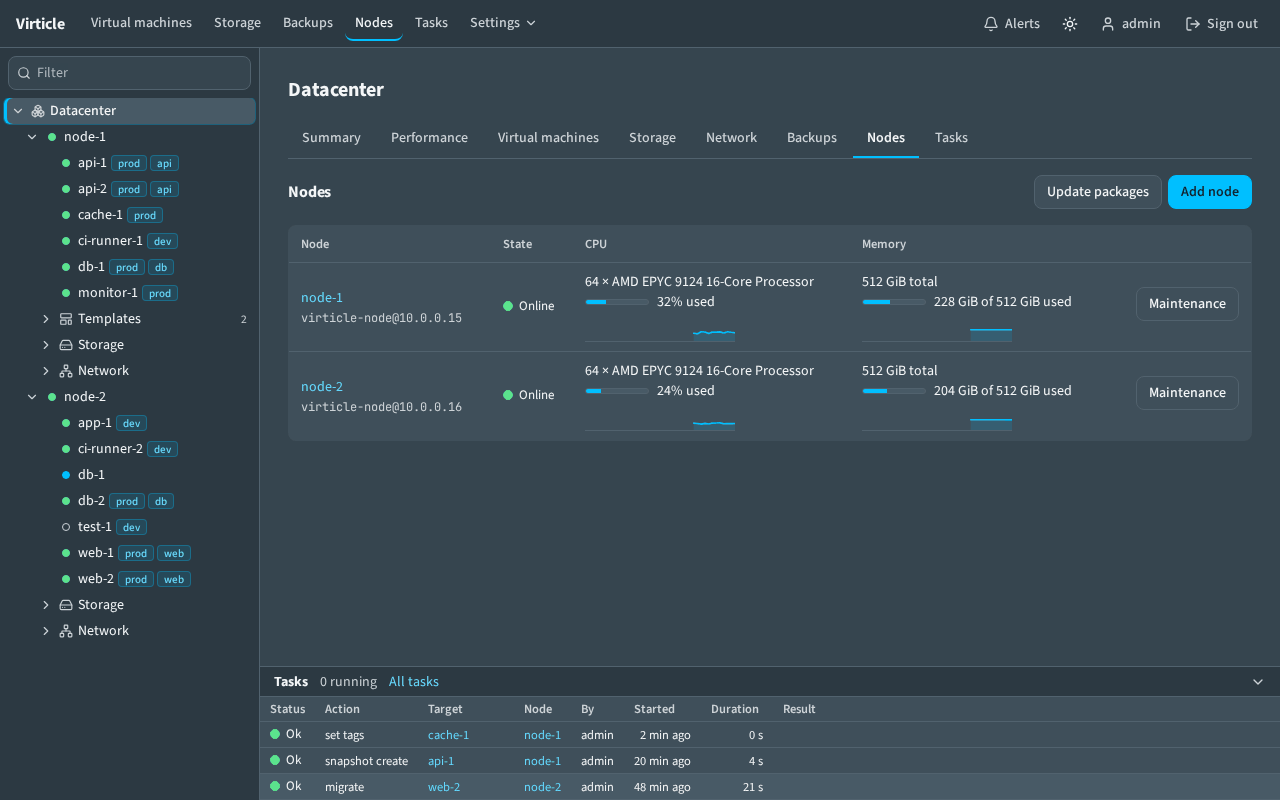 Virticle Virtual machines Storage Backups Nodes Tasks Settings Alerts admin Sign out
Filter
Datacenter
node-1
api-1 prod api
api-2 prod api
cache-1 prod
ci-runner-1 dev
db-1 prod db
monitor-1 prod
Templates 2
Storage
Network
node-2
app-1 dev
ci-runner-2 dev
db-1
db-2 prod db
test-1 dev
web-1 prod web
web-2 prod web
Storage
Network
Datacenter
Summary Performance Virtual machines Storage Network Backups Nodes Tasks
Nodes Update packages Add node
Node State CPU Memory
node-1
virticle-node@10.0.0.15
Online
64 × AMD EPYC 9124 16-Core Processor
32% used
512 GiB total
228 GiB of 512 GiB used
Maintenance
node-2
virticle-node@10.0.0.16
Online
64 × AMD EPYC 9124 16-Core Processor
24% used
512 GiB total
204 GiB of 512 GiB used
Maintenance
Tasks 0 running All tasks
Status Action Target Node By Started Duration Result
Ok set tags cache-1 node-1 admin 2 min ago 0 s
Ok snapshot create api-1 node-1 admin 20 min ago 4 s
Ok migrate web-2 node-2 admin 48 min ago 21 s